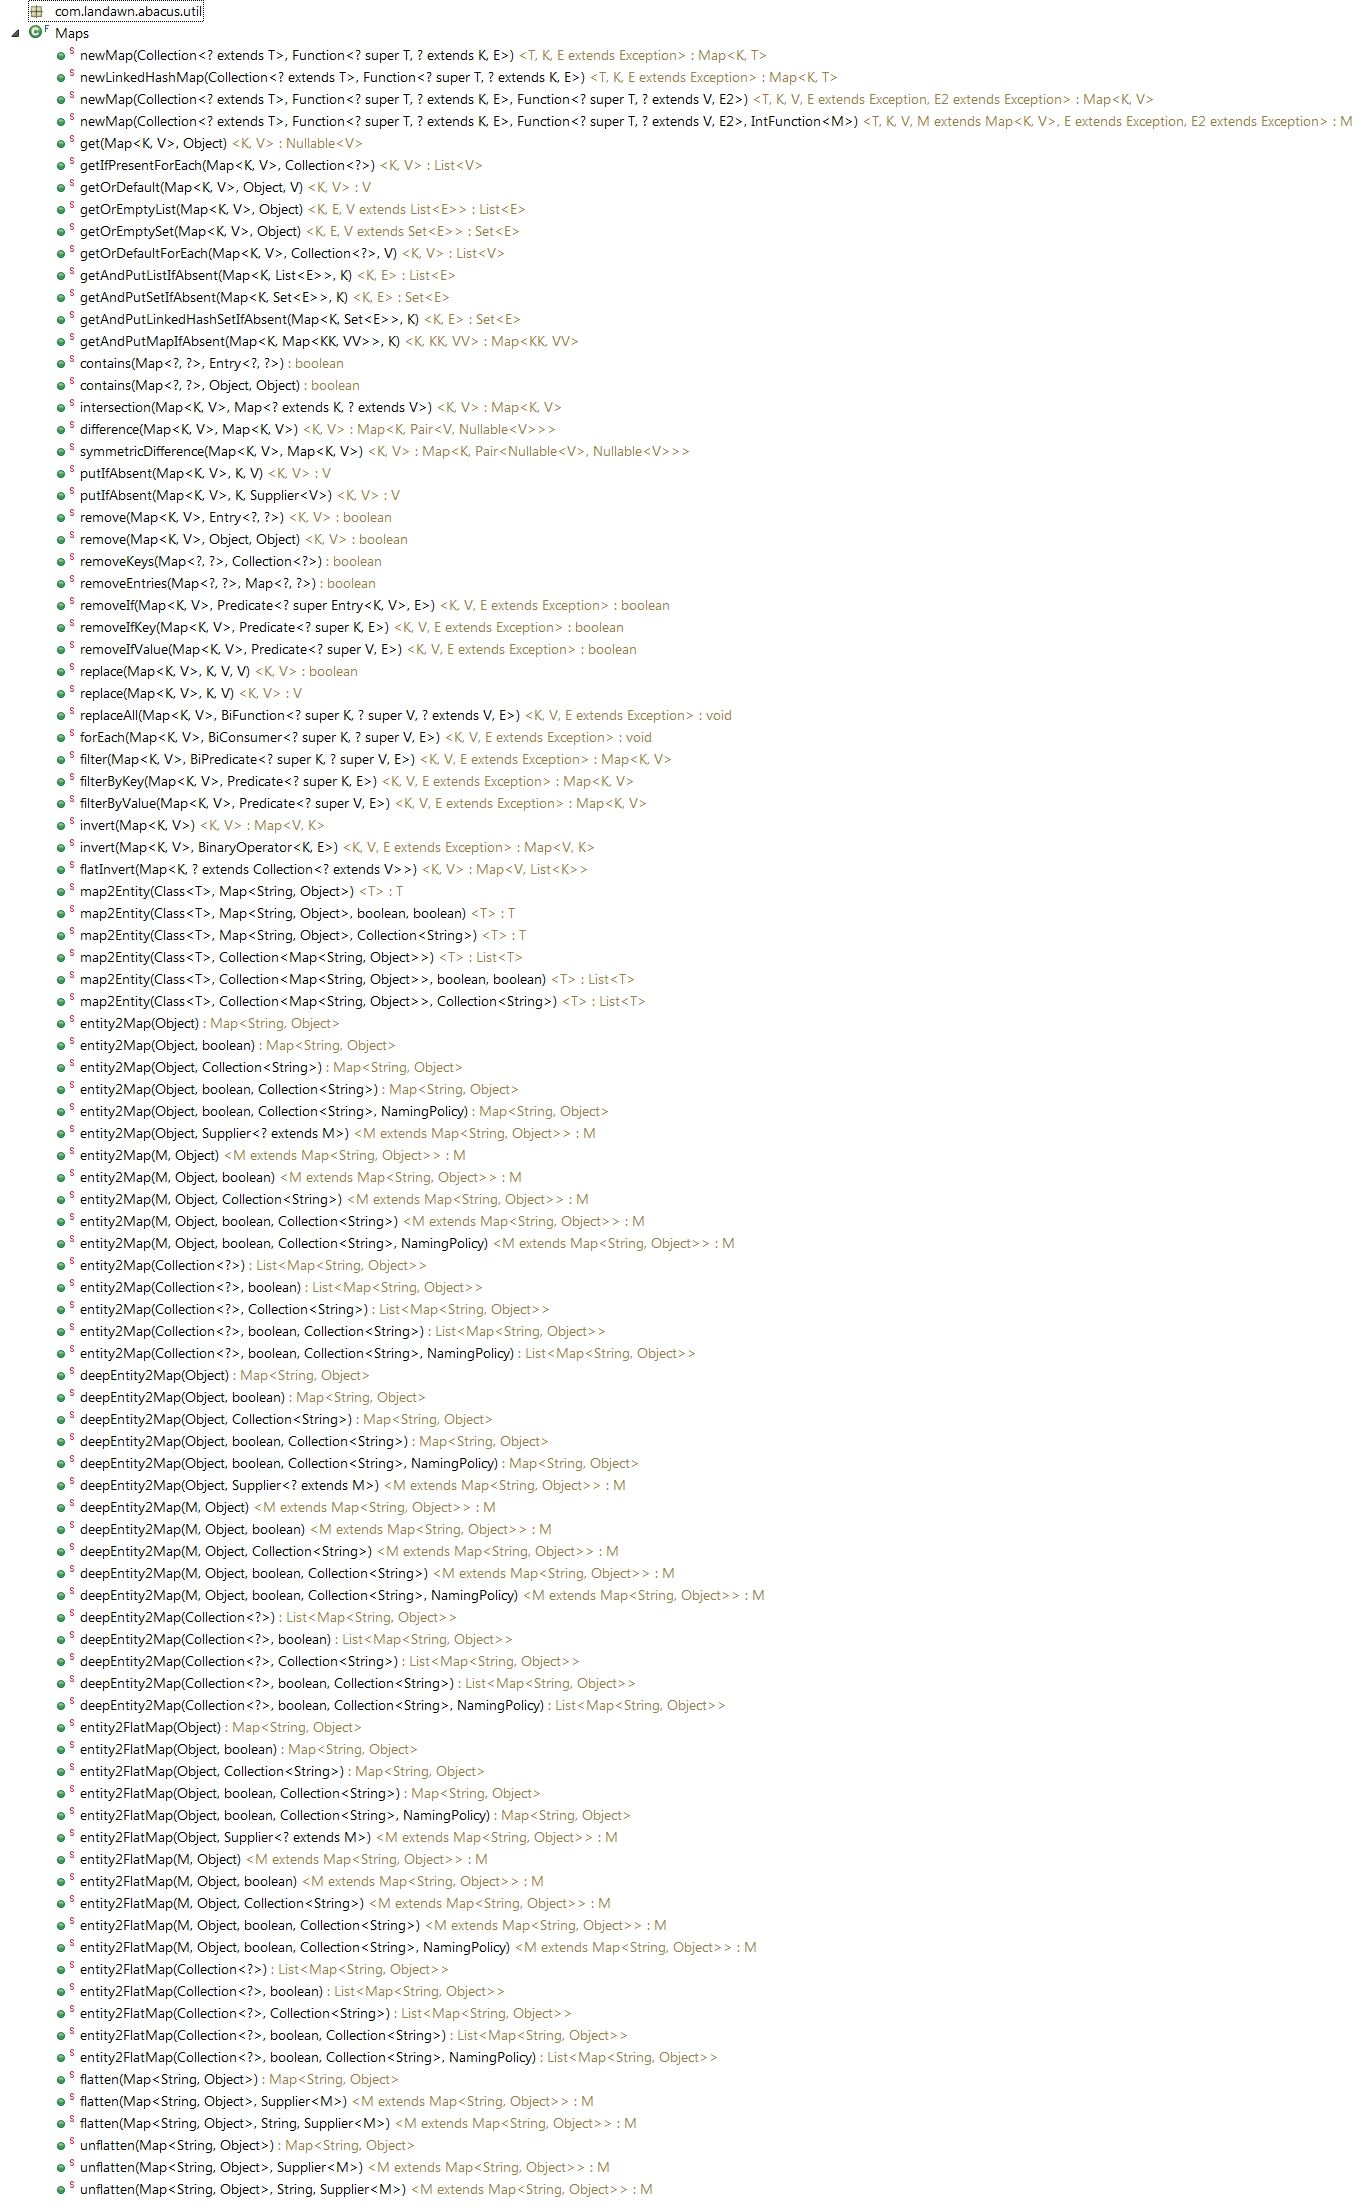 com.landawn.abacus.util
Maps
newMap(Collection<? extends T>, Function<? super T, ? extends K, E>) <T, K, E extends Exception> : Map<K, T>
newLinkedHashMap(Collection<? extends T>, Function<? super T, ? extends K, E>) <T, K, E extends Exception> : Map<K, T>
newMap(Collection<? extends T>, Function<? super T, ? extends K, E>, Function<? super T, ? extends V, E2>) <T, K, V, E extends Exception, E2 extends Exception> : Map<K, V>
newMap(Collection<? extends T>, Function<? super T, ? extends K, E>, Function<? super T, ? extends V, E2>, IntFunction<M>) <T, K, V, M extends Map<K, V>, E extends Exception, E2 extends Exception> : M
get(Map<K, V>, Object) <K, V> : Nullable<V>
getIfPresentForEach(Map<K, V>, Collection<?>) <K, V> : List<V>
getOrDefault(Map<K, V>, Object, V) <K, V> : V
getOrEmptyList(Map<K, V>, Object) <K, E, V extends List<E>> : List<E>
getOrEmptySet(Map<K, V>, Object) <K, E, V extends Set<E>> : Set<E>
getOrDefaultForEach(Map<K, V>, Collection<?>, V) <K, V> : List<V>
getAndPutListIfAbsent(Map<K, List<E>>, K) <K, E> : List<E>
getAndPutSetIfAbsent(Map<K, Set<E>>, K) <K, E> : Set<E>
getAndPutLinkedHashSetIfAbsent(Map<K, Set<E>>, K) <K, E> : Set<E>
getAndPutMapIfAbsent(Map<K, Map<KK, VV>>, K) <K, KK, VV> : Map<KK, VV>
contains(Map<?, ?>, Entry<?, ?>) : boolean
contains(Map<?, ?>, Object, Object) : boolean
intersection(Map<K, V>, Map<? extends K, ? extends V>) <K, V> : Map<K, V>
difference(Map<K, V>, Map<K, V>) <K, V> : Map<K, Pair<V, Nullable<V>>>
symmetricDifference(Map<K, V>, Map<K, V>) <K, V> : Map<K, Pair<Nullable<V>, Nullable<V>>>
putIfAbsent(Map<K, V>, K, V) <K, V> : V
putIfAbsent(Map<K, V>, K, Supplier<V>) <K, V> : V
remove(Map<K, V>, Entry<?, ?>) <K, V> : boolean
remove(Map<K, V>, Object, Object) <K, V> : boolean
removeKeys(Map<?, ?>, Collection<?>) : boolean
removeEntries(Map<?, ?>, Map<?, ?>) : boolean
removeIf(Map<K, V>, Predicate<? super Entry<K, V>, E>) <K, V, E extends Exception> : boolean
removeIfKey(Map<K, V>, Predicate<? super K, E>) <K, V, E extends Exception> : boolean
removeIfValue(Map<K, V>, Predicate<? super V, E>) <K, V, E extends Exception> : boolean
replace(Map<K, V>, K, V, V) <K, V> : boolean
replace(Map<K, V>, K, V) <K, V> : V
replaceAll(Map<K, V>, BiFunction<? super K, ? super V, ? extends V, E>) <K, V, E extends Exception> : void
forEach(Map<K, V>, BiConsumer<? super K, ? super V, E>) <K, V, E extends Exception> : void
filter(Map<K, V>, BiPredicate<? super K, ? super V, E>) <K, V, E extends Exception> : Map<K, V>
filterByKey(Map<K, V>, Predicate<? super K, E>) <K, V, E extends Exception> : Map<K, V>
filterByValue(Map<K, V>, Predicate<? super V, E>) <K, V, E extends Exception> : Map<K, V>
invert(Map<K, V>) <K, V> : Map<V, K>
invert(Map<K, V>, BinaryOperator<K, E>) <K, V, E extends Exception> : Map<V, K>
flatInvert(Map<K, ? extends Collection<? extends V>>) <K, V> : Map<V, List<K>>
map2Entity(Class<T>, Map<String, Object>) <T> : T
map2Entity(Class<T>, Map<String, Object>, boolean, boolean) <T> : T
map2Entity(Class<T>, Map<String, Object>, Collection<String>) <T> : T
map2Entity(Class<T>, Collection<Map<String, Object>>) <T> : List<T>
map2Entity(Class<T>, Collection<Map<String, Object>>, boolean, boolean) <T> : List<T>
map2Entity(Class<T>, Collection<Map<String, Object>>, Collection<String>) <T> : List<T>
entity2Map(Object) : Map<String, Object>
entity2Map(Object, boolean) : Map<String, Object>
entity2Map(Object, Collection<String>) : Map<String, Object>
entity2Map(Object, boolean, Collection<String>) : Map<String, Object>
entity2Map(Object, boolean, Collection<String>, NamingPolicy) : Map<String, Object>
entity2Map(Object, Supplier<? extends M>) <M extends Map<String, Object>> : M
entity2Map(M, Object) <M extends Map<String, Object>> : M
entity2Map(M, Object, boolean) <M extends Map<String, Object>> : M
entity2Map(M, Object, Collection<String>) <M extends Map<String, Object>> : M
entity2Map(M, Object, boolean, Collection<String>) <M extends Map<String, Object>> : M
entity2Map(M, Object, boolean, Collection<String>, NamingPolicy) <M extends Map<String, Object>> : M
entity2Map(Collection<?>) : List<Map<String, Object>>
entity2Map(Collection<?>, boolean) : List<Map<String, Object>>
entity2Map(Collection<?>, Collection<String>) : List<Map<String, Object>>
entity2Map(Collection<?>, boolean, Collection<String>) : List<Map<String, Object>>
entity2Map(Collection<?>, boolean, Collection<String>, NamingPolicy) : List<Map<String, Object>>
deepEntity2Map(Object) : Map<String, Object>
deepEntity2Map(Object, boolean) : Map<String, Object>
deepEntity2Map(Object, Collection<String>) : Map<String, Object>
deepEntity2Map(Object, boolean, Collection<String>) : Map<String, Object>
deepEntity2Map(Object, boolean, Collection<String>, NamingPolicy) : Map<String, Object>
deepEntity2Map(Object, Supplier<? extends M>) <M extends Map<String, Object>> : M
deepEntity2Map(M, Object) <M extends Map<String, Object>> : M
deepEntity2Map(M, Object, boolean) <M extends Map<String, Object>> : M
deepEntity2Map(M, Object, Collection<String>) <M extends Map<String, Object>> : M
deepEntity2Map(M, Object, boolean, Collection<String>) <M extends Map<String, Object>> : M
deepEntity2Map(M, Object, boolean, Collection<String>, NamingPolicy) <M extends Map<String, Object>> : M
deepEntity2Map(Collection<?>) : List<Map<String, Object>>
deepEntity2Map(Collection<?>, boolean) : List<Map<String, Object>>
deepEntity2Map(Collection<?>, Collection<String>) : List<Map<String, Object>>
deepEntity2Map(Collection<?>, boolean, Collection<String>) : List<Map<String, Object>>
deepEntity2Map(Collection<?>, boolean, Collection<String>, NamingPolicy) : List<Map<String, Object>>
entity2FlatMap(Object) : Map<String, Object>
entity2FlatMap(Object, boolean) : Map<String, Object>
entity2FlatMap(Object, Collection<String>) : Map<String, Object>
entity2FlatMap(Object, boolean, Collection<String>) : Map<String, Object>
entity2FlatMap(Object, boolean, Collection<String>, NamingPolicy) : Map<String, Object>
entity2FlatMap(Object, Supplier<? extends M>) <M extends Map<String, Object>> : M
entity2FlatMap(M, Object) <M extends Map<String, Object>> : M
entity2FlatMap(M, Object, boolean) <M extends Map<String, Object>> : M
entity2FlatMap(M, Object, Collection<String>) <M extends Map<String, Object>> : M
entity2FlatMap(M, Object, boolean, Collection<String>) <M extends Map<String, Object>> : M
entity2FlatMap(M, Object, boolean, Collection<String>, NamingPolicy) <M extends Map<String, Object>> : M
entity2FlatMap(Collection<?>) : List<Map<String, Object>>
entity2FlatMap(Collection<?>, boolean) : List<Map<String, Object>>
entity2FlatMap(Collection<?>, Collection<String>) : List<Map<String, Object>>
entity2FlatMap(Collection<?>, boolean, Collection<String>) : List<Map<String, Object>>
entity2FlatMap(Collection<?>, boolean, Collection<String>, NamingPolicy) : List<Map<String, Object>>
flatten(Map<String, Object>) : Map<String, Object>
flatten(Map<String, Object>, Supplier<M>) <M extends Map<String, Object>> : M
flatten(Map<String, Object>, String, Supplier<M>) <M extends Map<String, Object>> : M
unflatten(Map<String, Object>) : Map<String, Object>
unflatten(Map<String, Object>, Supplier<M>) <M extends Map<String, Object>> : M
unflatten(Map<String, Object>, String, Supplier<M>) <M extends Map<String, Object>> : M